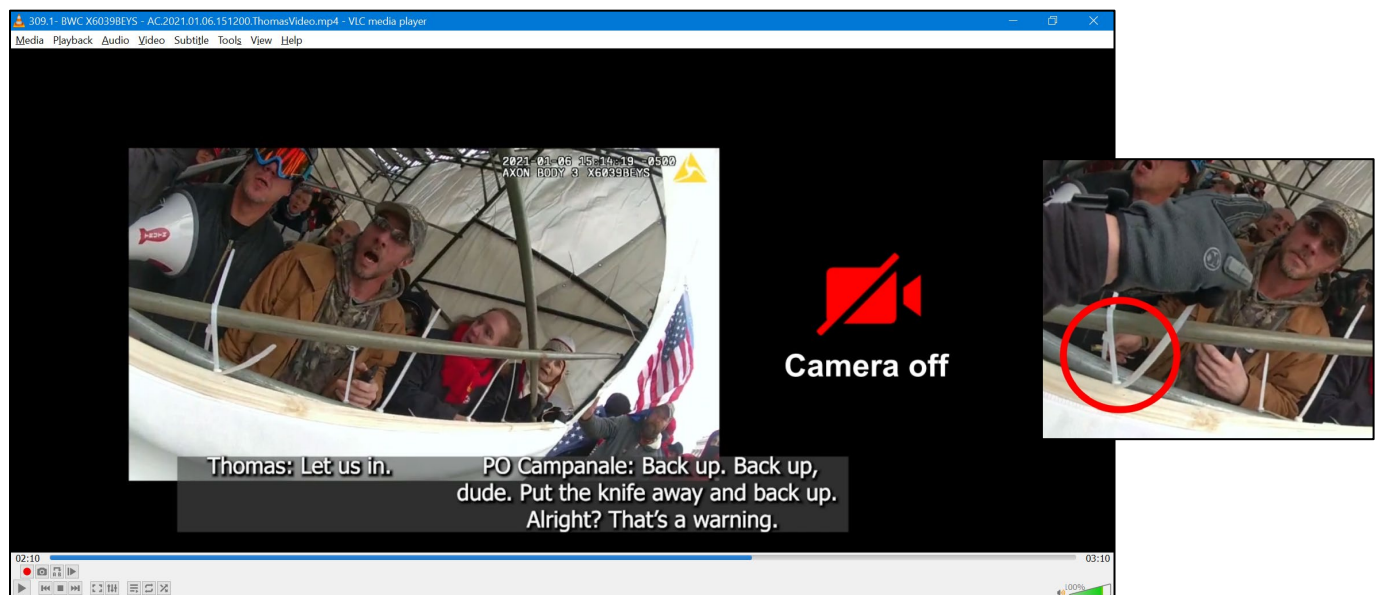 309.1- BWC X6039BEYS - AC.2021.01.06.151200.ThomasVideo.mp4 - VLC media player
Media Playback Audio Video Subtitle Tools View Help
2021-01-06 15:14:19 -0500
AXON BODY 3 X6039BEYS
Camera off
Thomas: Let us in.
PO Campanale: Back up. Back up,
dude. Put the knife away and back up.
Alright? That's a warning.
02:10 03:10
100%